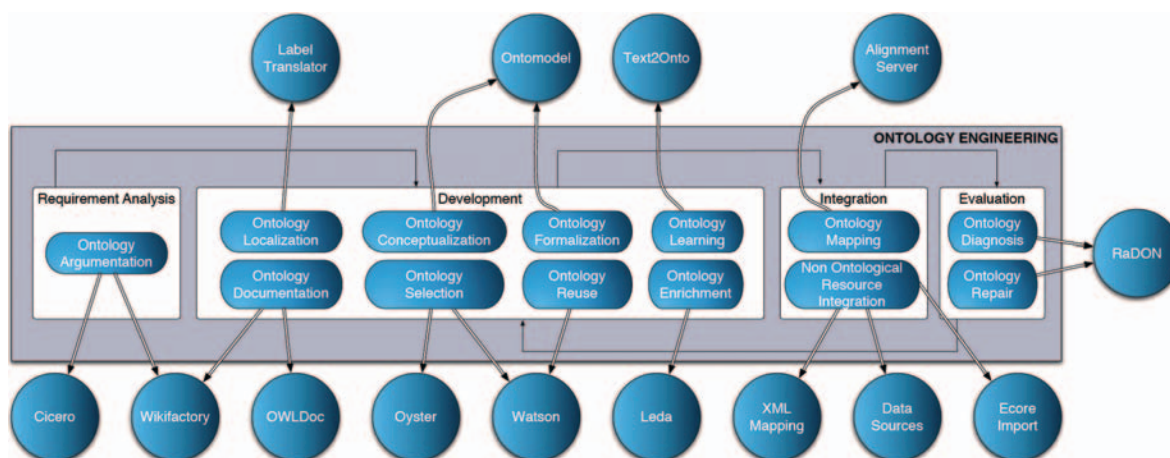 Label
Translator
Ontomodel
Text2Onto
Alignment
Server
ONTOLOGY ENGINEERING
Requirement Analysis
Development
Integration
Evaluation
Ontology
Argumentation
Ontology
Localization
Ontology
Conceptualization
Ontology
Formalization
Ontology
Learning
Ontology
Mapping
Ontology
Diagnosis
Ontology
Documentation
Ontology
Selection
Ontology
Reuse
Ontology
Enrichment
Non Ontological
Resource
Integration
Ontology
Repair
RaDON
Cicero
Wikifactory
OWLDoc
Oyster
Watson
Leda
XML
Mapping
Data
Sources
Ecore
Import